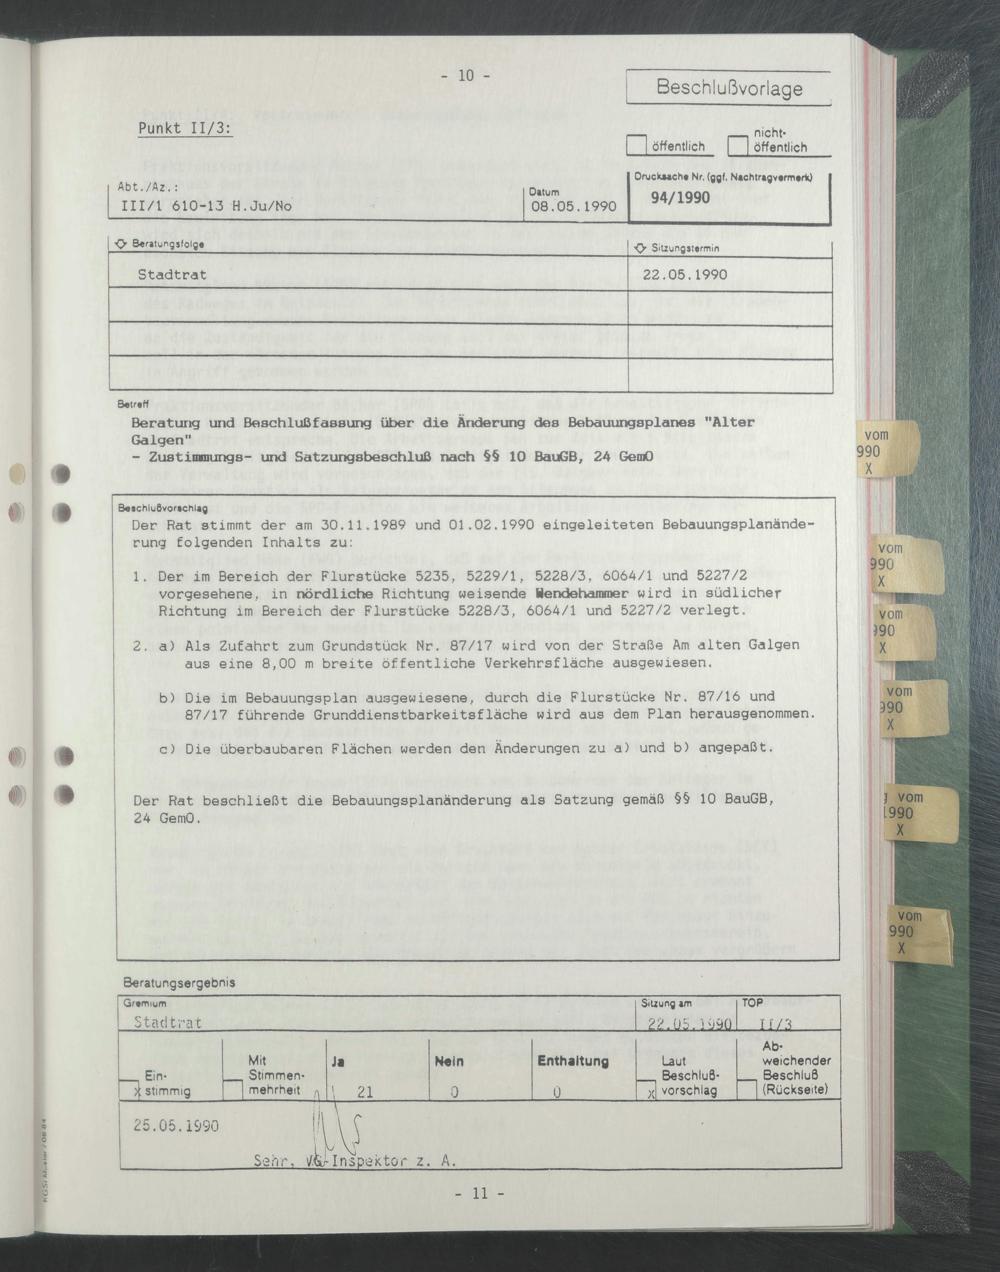 - 10 -
Beschlußvorlage
Punkt II/3:
öffentlich
nicht-
öffentlich
Abt./Az.:
III/1 610-13 H.Ju/No
Datum
08.05.1990
Drucksache Nr. (ggf. Nachtragvermerk)
94/1990
Beratungsfolge
Sitzungstermin
Stadtrat
22.05.1990
Betreff
Beratung und Beschlußfassung über die Änderung des Bebauungsplanes "Alter
Galgen"
- Zustimmungs- und Satzungsbeschluß nach §§ 10 BauGB, 24 GemO
Beschlußvorschlag
Der Rat stimmt der am 30.11.1989 und 01.02.1990 eingeleiteten Bebauungsplanände-
rung folgenden Inhalts zu:
1. Der im Bereich der Flurstücke 5235, 5229/1, 5228/3, 6064/1 und 5227/2
vorgesehene, in nördliche Richtung weisende Wendehammer wird in südlicher
Richtung im Bereich der Flurstücke 5228/3, 6064/1 und 5227/2 verlegt.
2. a) Als Zufahrt zum Grundstück Nr. 87/17 wird von der Straße Am alten Galgen
aus eine 8,00 m breite öffentliche Verkehrsfläche ausgewiesen.
b) Die im Bebauungsplan ausgewiesene, durch die Flurstücke Nr. 87/16 und
87/17 führende Grunddienstbarkeitsfläche wird aus dem Plan herausgenommen.
c) Die überbaubaren Flächen werden den Änderungen zu a) und b) angepaßt.
Der Rat beschließt die Bebauungsplanänderung als Satzung gemäß §§ 10 BauGB,
24 GemO.
Beratungsergebnis
Gremium
Stadtrat
Sitzung am
22.05.1990
TOP
II/3
Ein-
x stimmig
Mit
Stimmen-
mehrheit
Ja
21
Nein
0
Enthaltung
0
Laut
Beschluß-
x vorschlag
Ab-
weichender
Beschluß
(Rückseite)
25.05.1990
Sehr, VG-Inspektor z. A.
- 11 -
vom
990
X
vom
990
X
vom
990
X
vom
990
X
vom
1990
X
vom
990
X